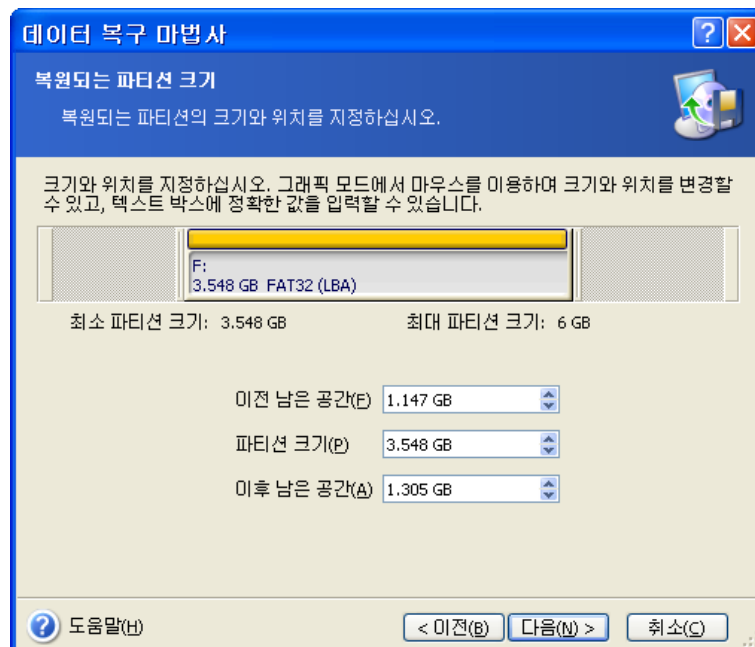 데이터 복구 마법사
복원되는 파티션 크기
복원되는 파티션의 크기와 위치를 지정하십시오.
크기와 위치를 지정하십시오. 그래픽 모드에서 마우스를 이용하여 크기와 위치를 변경할
수 있고, 텍스트 박스에 정확한 값을 입력할 수 있습니다.
F:
3.548 GB FAT32 (LBA)
최소 파티션 크기: 3.548 GB 최대 파티션 크기: 6 GB
이전 남은 공간(F) 1.147 GB
파티션 크기(P) 3.548 GB
이후 남은 공간(A) 1.305 GB
도움말(H) < 이전(B) 다음(N) > 취소(C)